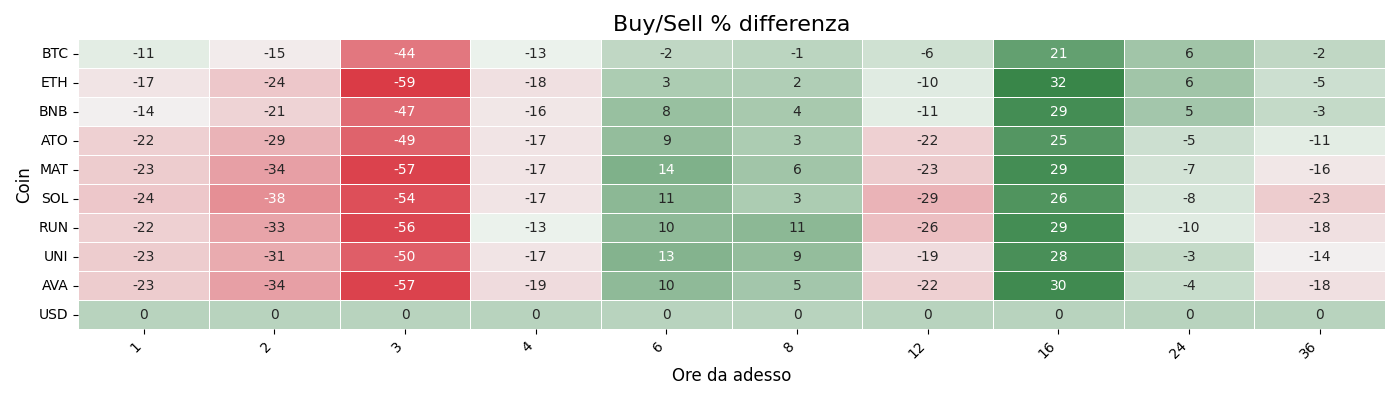 Buy/Sell % differenza
Coin
BTC -11 -15 -44 -13 -2 -1 -6 21 6 -2
ETH -17 -24 -59 -18 3 2 -10 32 6 -5
BNB -14 -21 -47 -16 8 4 -11 29 5 -3
ATO -22 -29 -49 -17 9 3 -22 25 -5 -11
MAT -23 -34 -57 -17 14 6 -23 29 -7 -16
SOL -24 -38 -54 -17 11 3 -29 26 -8 -23
RUN -22 -33 -56 -13 10 11 -26 29 -10 -18
UNI -23 -31 -50 -17 13 9 -19 28 -3 -14
AVA -23 -34 -57 -19 10 5 -22 30 -4 -18
USD 0 0 0 0 0 0 0 0 0 0
1 2 3 4 6 8 12 16 24 36
Ore da adesso